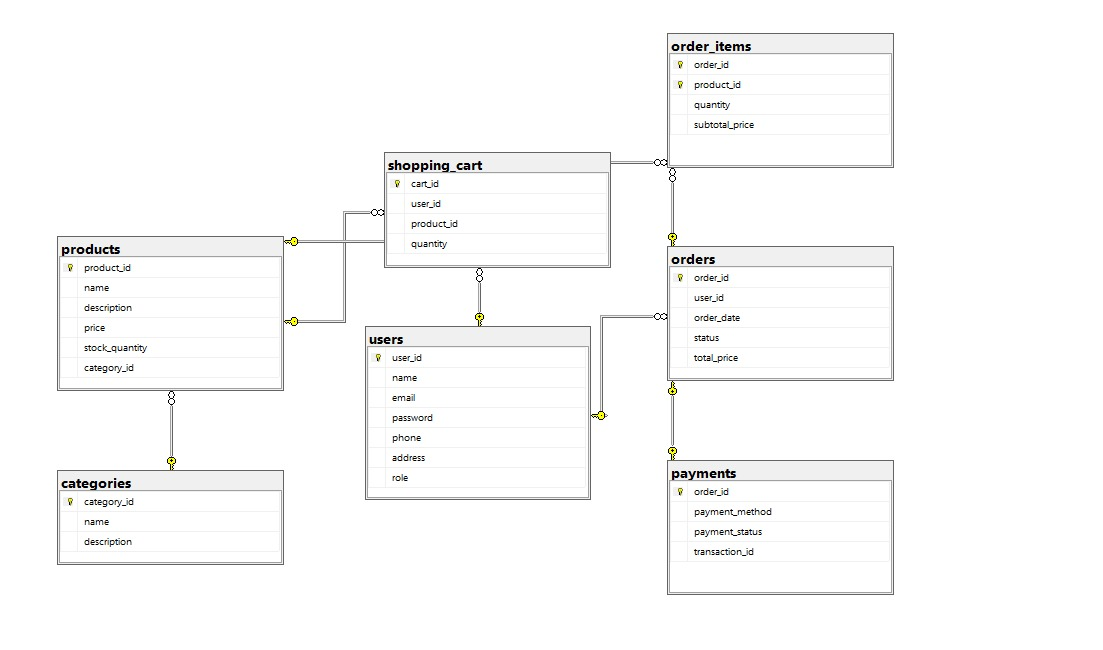 order_items
order_id
product_id
quantity
subtotal_price
shopping_cart
cart_id
user_id
product_id
quantity
products
product_id
name
description
price
stock_quantity
category_id
orders
order_id
user_id
order_date
status
total_price
users
user_id
name
email
password
phone
address
role
categories
category_id
name
description
payments
order_id
payment_method
payment_status
transaction_id